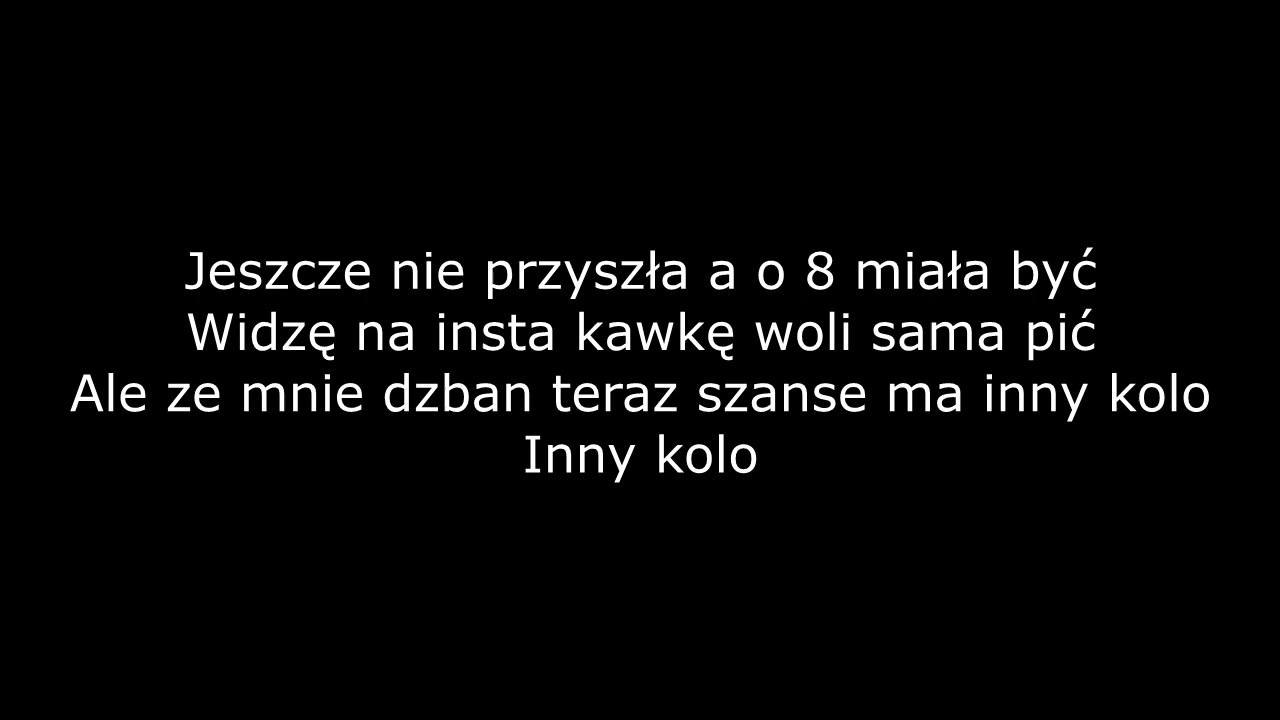 Jeszcze nie przyszła a o 8 miała być
Widzę na insta kawkę woli sama pić
Ale ze mnie dzban teraz szanse ma inny kolo
Inny kolo